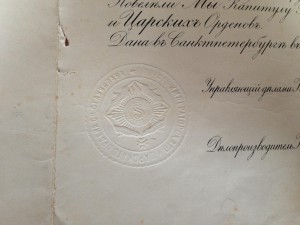 Повелѣли Мы Капитулу
и Царскихъ Орденовъ.
Дана въ Санктпетербургѣ въ
Управляющій дѣлами
Дѣлопроизводитель